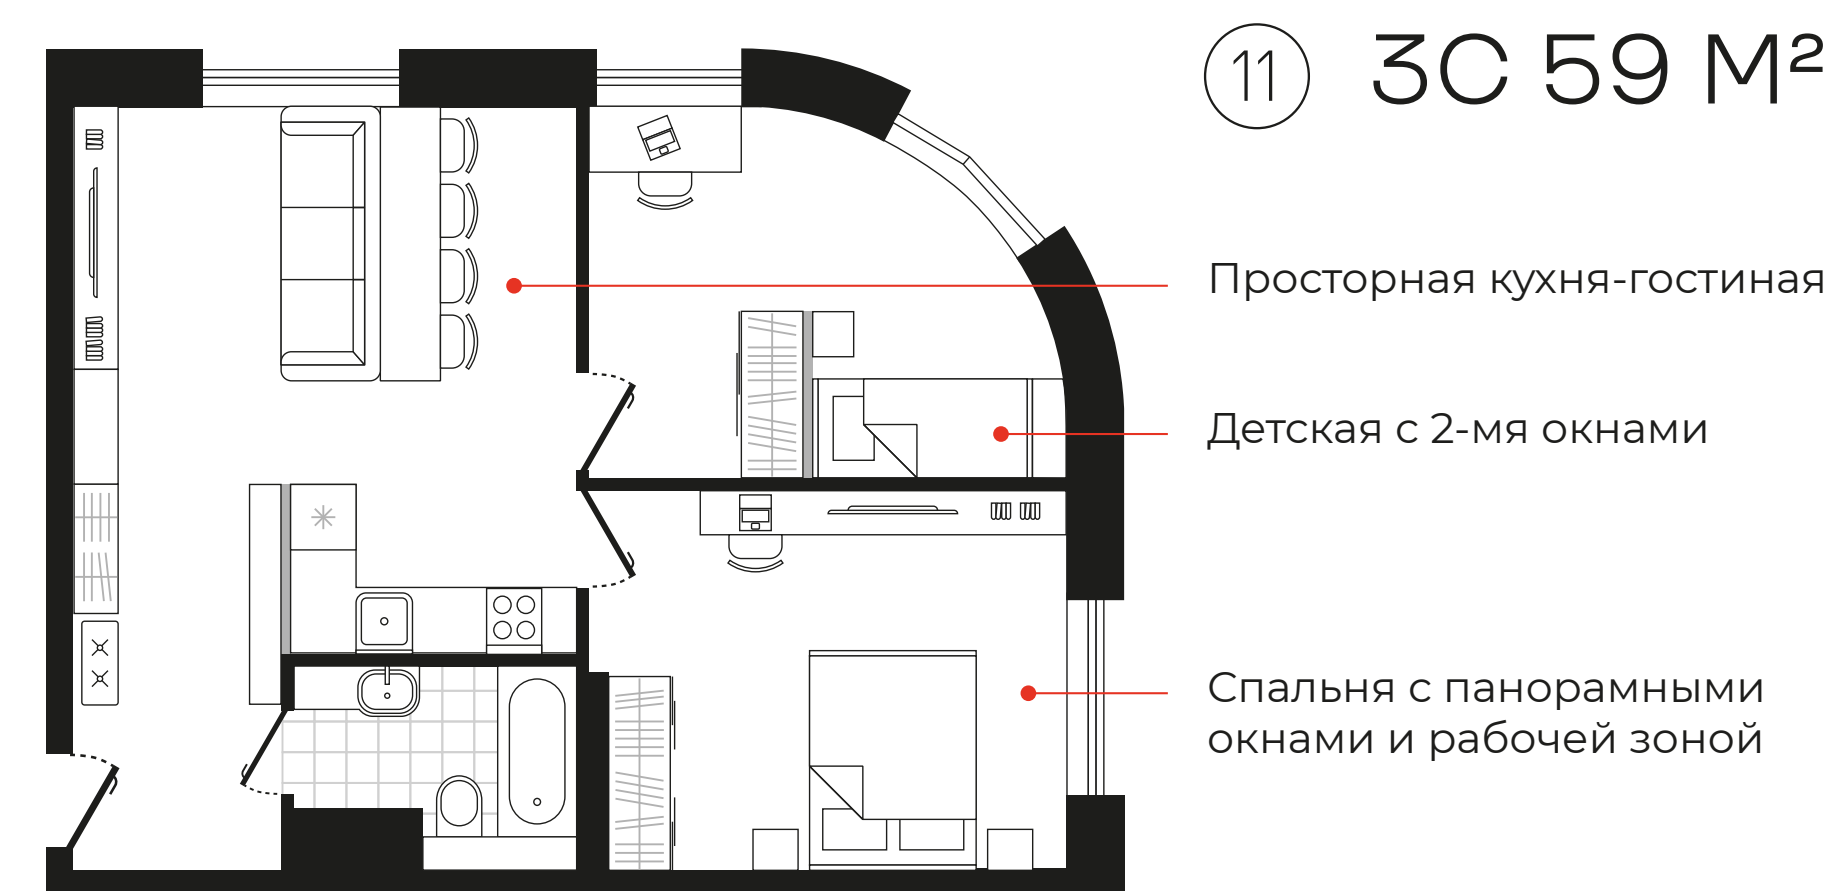 11 3С 59 М²
Просторная кухня-гостиная
Детская с 2-мя окнами
Спальня с панорамными
окнами и рабочей зоной